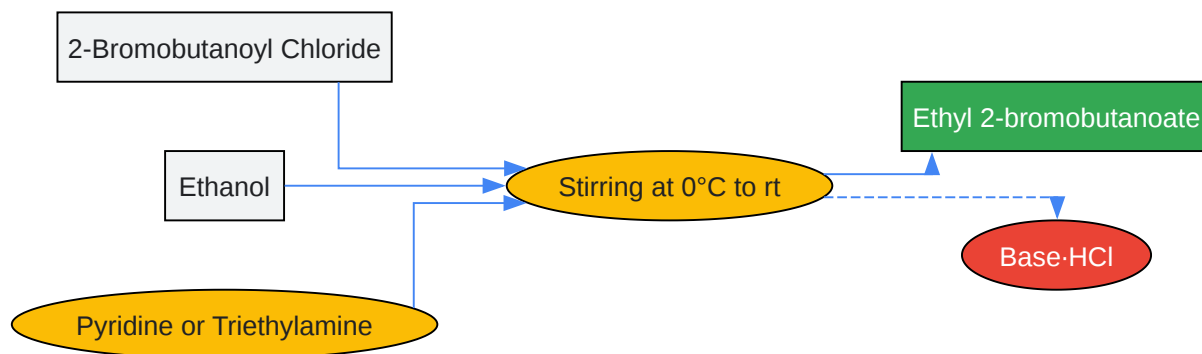 2-Bromobutanoyl Chloride
Ethanol
Pyridine or Triethylamine
Stirring at 0°C to rt
Ethyl 2-bromobutanoate
Base·HCl